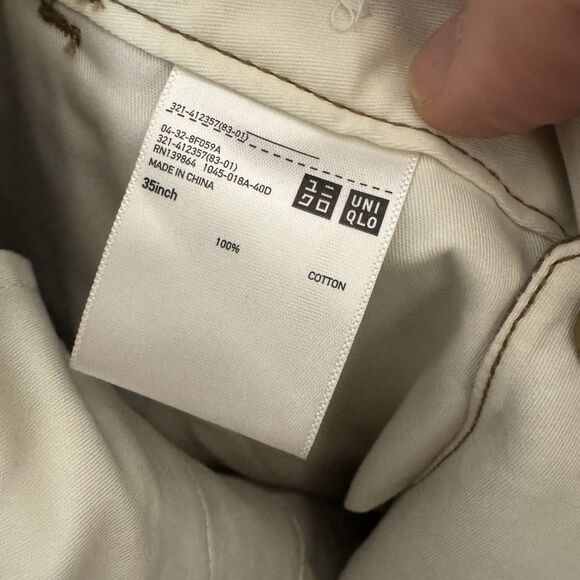 321-412357(83-01)
04-32-8F059A
321-412357(83-01)
RN139864 1045-018A-40D
MADE IN CHINA
35inch
ユニ
クロ
UNI
QLO
100%
COTTON